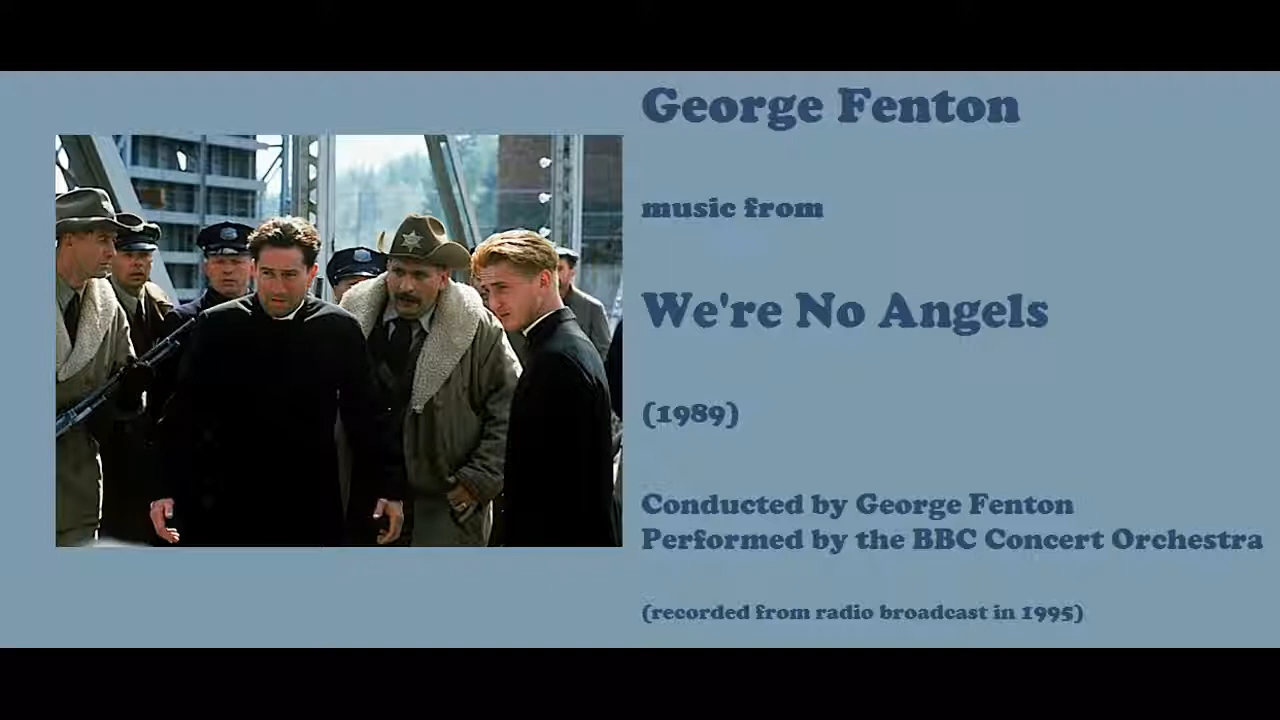 George Fenton
music from
We're No Angels
(1989)
Conducted by George Fenton
Performed by the BBC Concert Orchestra
(recorded from radio broadcast in 1995)